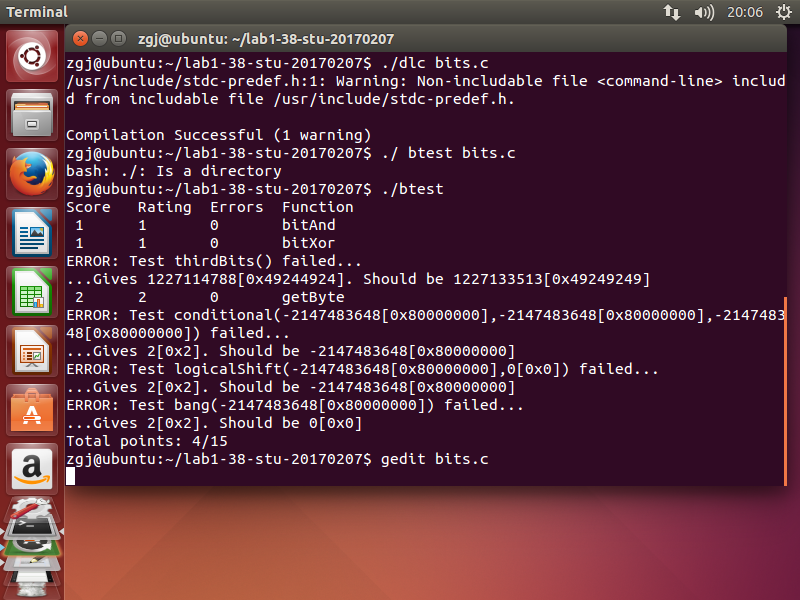 Terminal
20:06
zgj@ubuntu: ~/lab1-38-stu-20170207
zgj@ubuntu:~/lab1-38-stu-20170207$ ./dlc bits.c
/usr/include/stdc-predef.h:1: Warning: Non-includable file <command-line> includ
d from includable file /usr/include/stdc-predef.h.
Compilation Successful (1 warning)
zgj@ubuntu:~/lab1-38-stu-20170207$ ./ btest bits.c
bash: ./: Is a directory
zgj@ubuntu:~/lab1-38-stu-20170207$ ./btest
Score   Rating  Errors  Function
 1      1       0       bitAnd
 1      1       0       bitXor
ERROR: Test thirdBits() failed...
...Gives 1227114788[0x49244924]. Should be 1227133513[0x49249249]
 2      2       0       getByte
ERROR: Test conditional(-2147483648[0x80000000],-2147483648[0x80000000],-2147483
48[0x80000000]) failed...
...Gives 2[0x2]. Should be -2147483648[0x80000000]
ERROR: Test logicalShift(-2147483648[0x80000000],0[0x0]) failed...
...Gives 2[0x2]. Should be -2147483648[0x80000000]
ERROR: Test bang(-2147483648[0x80000000]) failed...
...Gives 2[0x2]. Should be 0[0x0]
Total points: 4/15
zgj@ubuntu:~/lab1-38-stu-20170207$ gedit bits.c